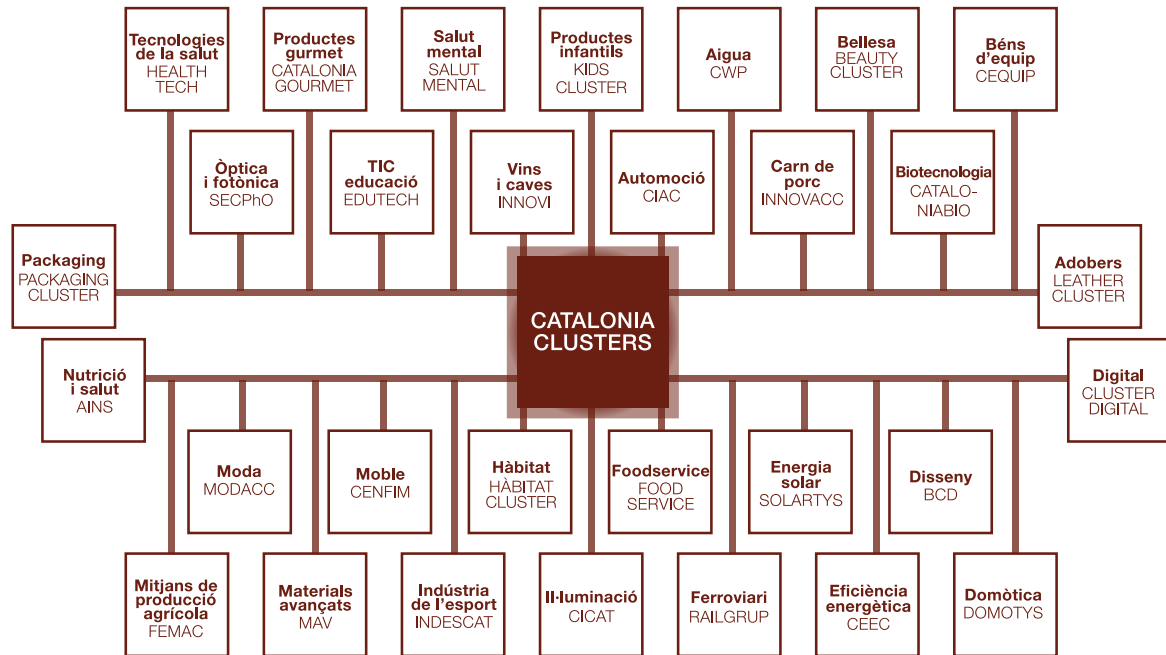 Tecnologies
de la salut
HEALTH
TECH
Productes
gurmet
CATALONIA
GOURMET
Salut
mental
SALUT
MENTAL
Productes
infantils
KIDS
CLUSTER
Aigua
CWP
Bellesa
BEAUTY
CLUSTER
Béns
d’equip
CEQUIP
Òptica
i fotònica
SECPhO
TIC
educació
EDUTECH
Vins
i caves
INNOVI
Automoció
CIAC
Carn de
porc
INNOVACC
Biotecnologia
CATALO-
NIABIO
Packaging
PACKAGING
CLUSTER
Adobers
LEATHER
CLUSTER
CATALONIA
CLUSTERS
Nutrició
i salut
AINS
Digital
CLUSTER
DIGITAL
Moda
MODACC
Moble
CENFIM
Hàbitat
HÀBITAT
CLUSTER
Foodservice
FOOD
SERVICE
Energia
solar
SOLARTYS
Disseny
BCD
Mitjans de
producció
agrícola
FEMAC
Materials
avançats
MAV
Indústria
de l’esport
INDESCAT
Il·luminació
CICAT
Ferroviari
RAILGRUP
Eficiència
energètica
CEEC
Domòtica
DOMOTYS